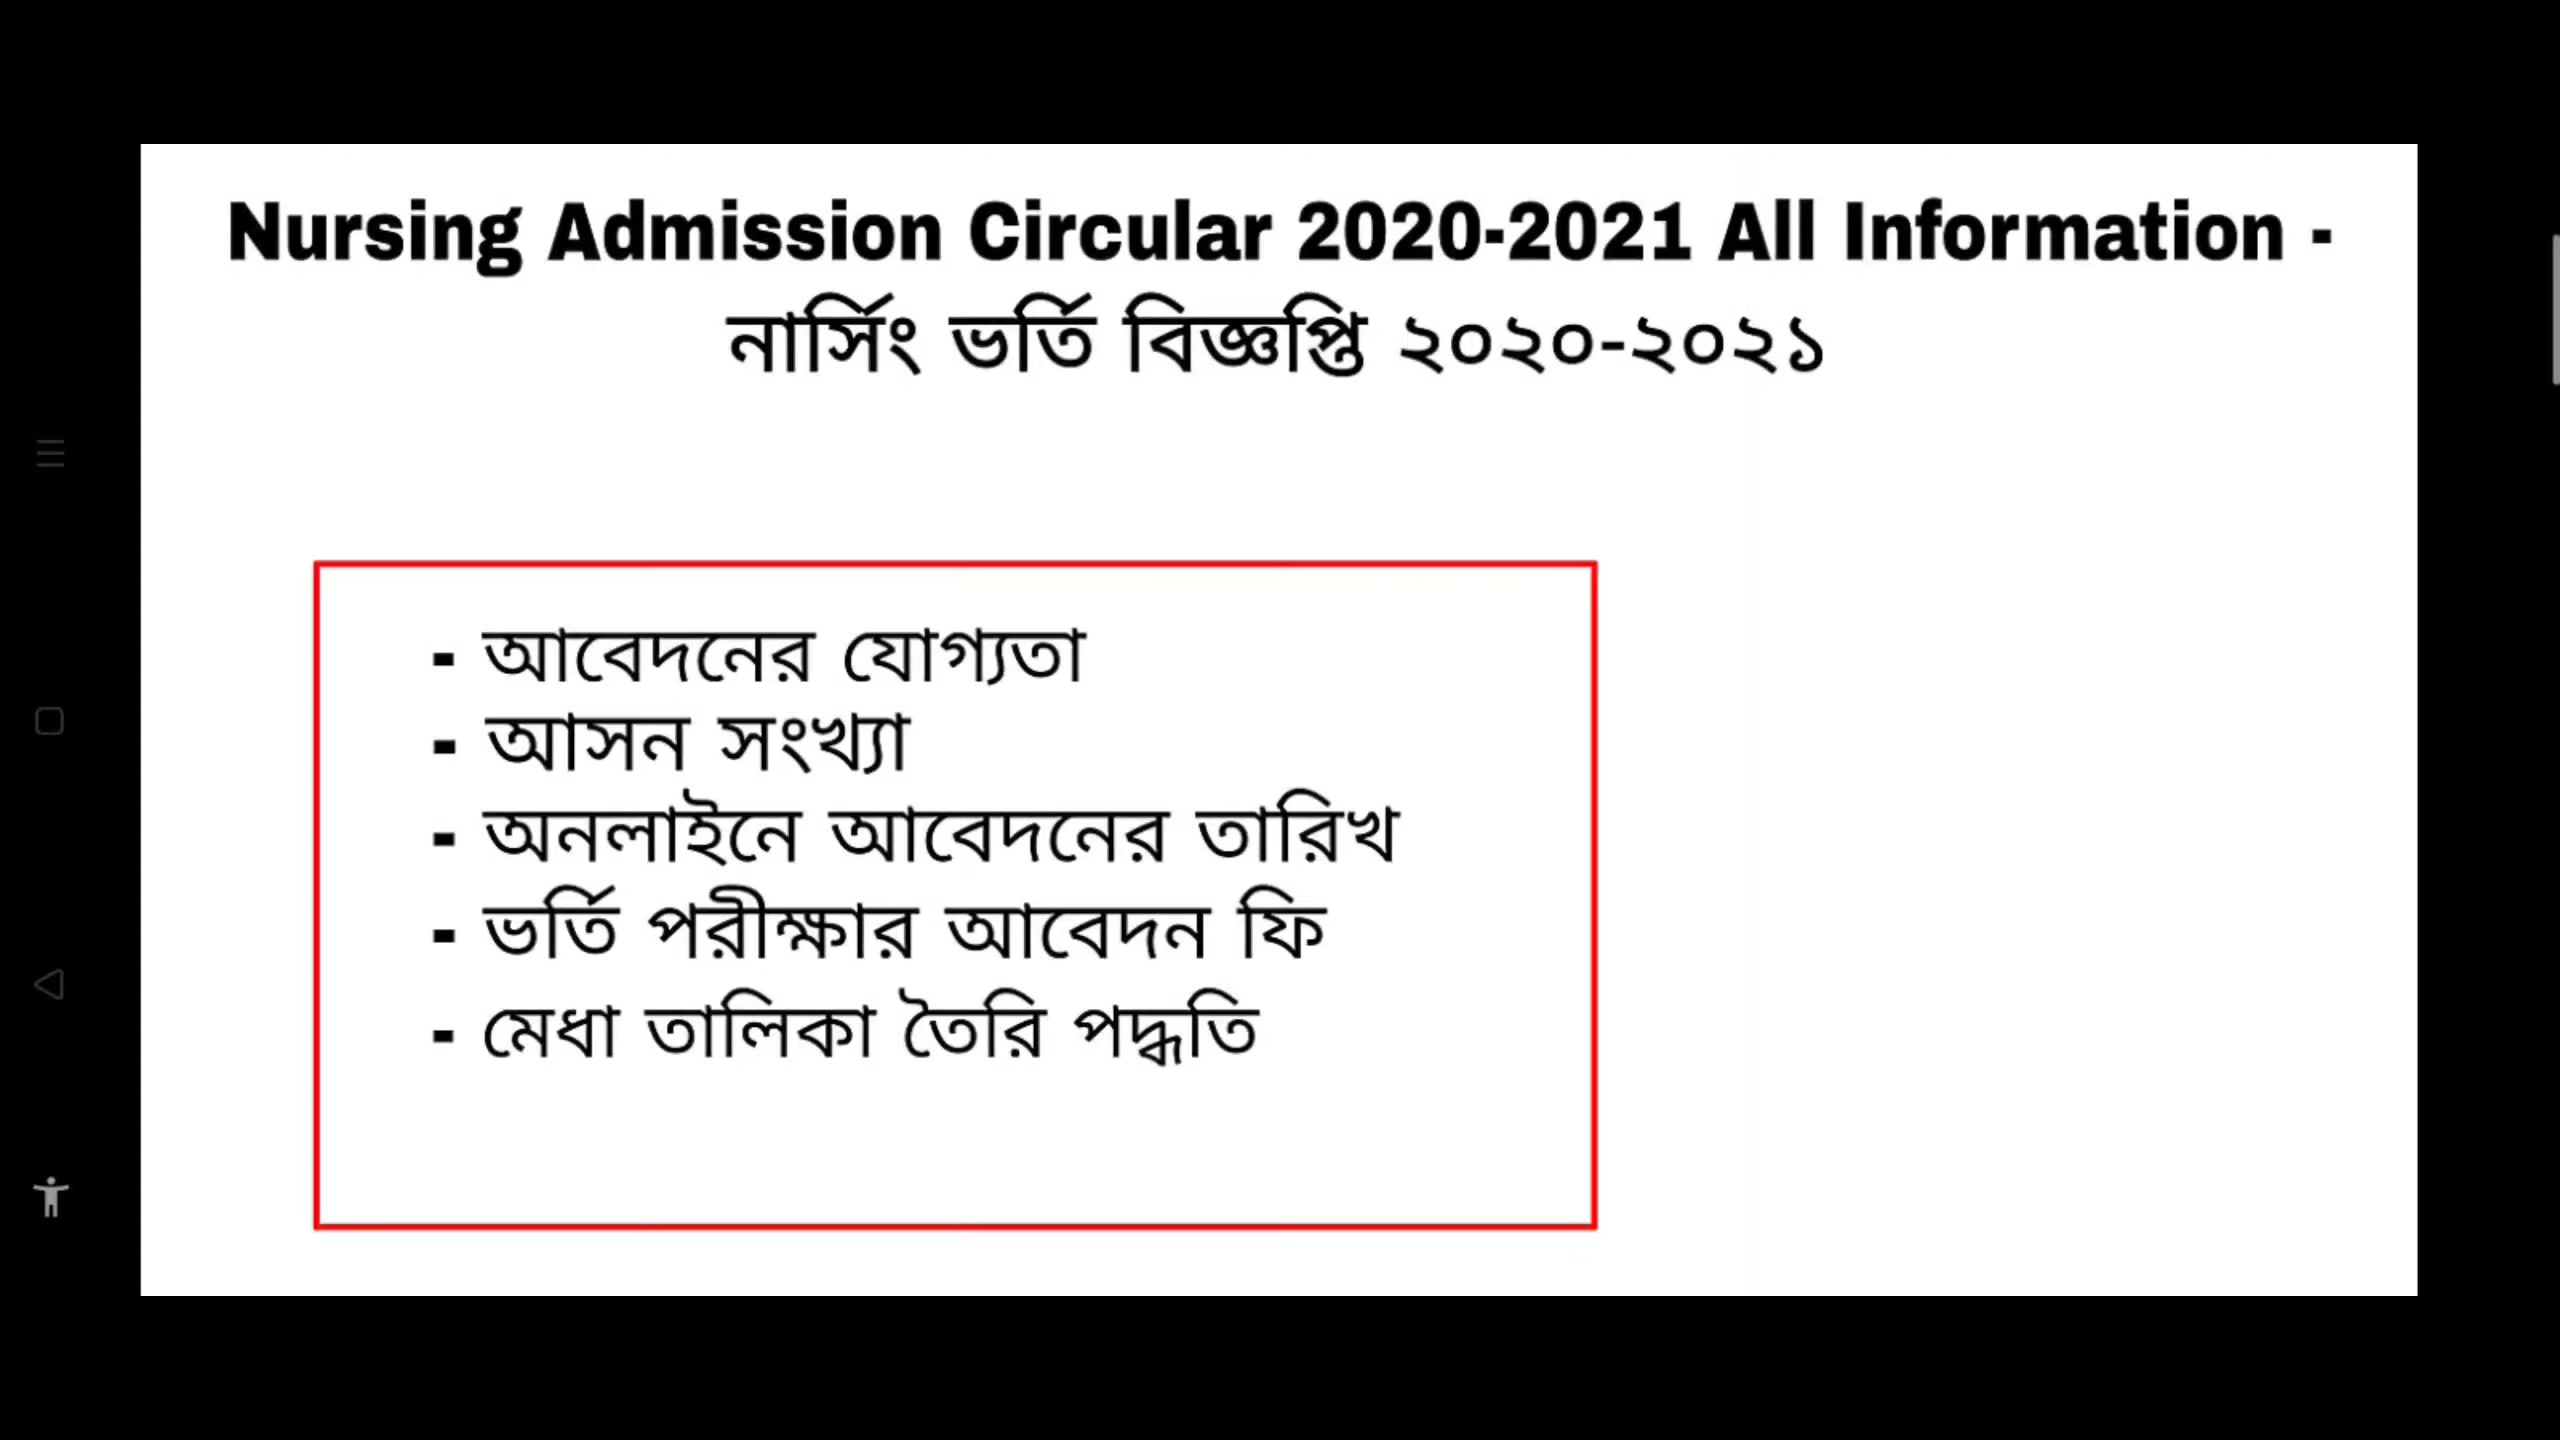 Nursing Admission Circular 2020-2021 All Information -
নার্সিং ভর্তি বিজ্ঞপ্তি ২০২০-২০২১
- আবেদনের যোগ্যতা
- আসন সংখ্যা
- অনলাইনে আবেদনের তারিখ
- ভর্তি পরীক্ষার আবেদন ফি
- মেধা তালিকা তৈরি পদ্ধতি